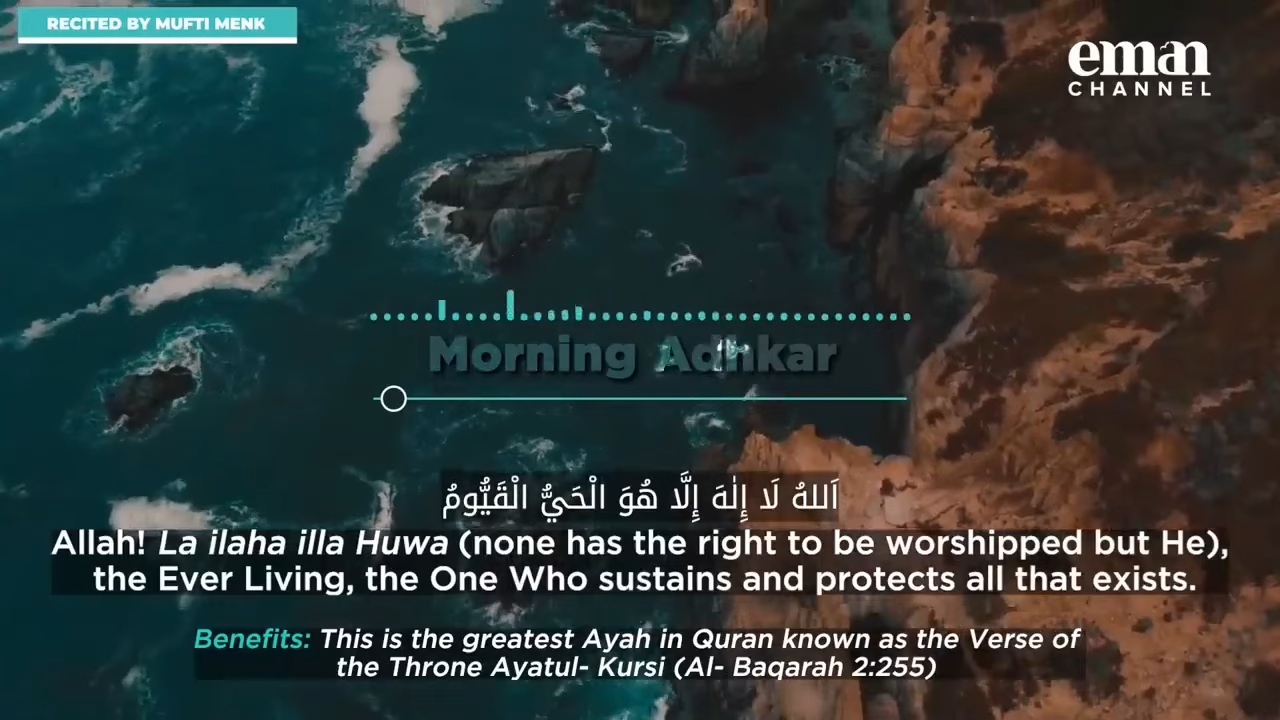 RECITED BY MUFTI MENK
eman
CHANNEL
Morning Adhkar
اَللهُ لَا إِلٰهَ إِلَّا هُوَ الْحَيُّ الْقَيُّومُ
Allah! La ilaha illa Huwa (none has the right to be worshipped but He),
the Ever Living, the One Who sustains and protects all that exists.
Benefits: This is the greatest Ayah in Quran known as the Verse of
the Throne Ayatul- Kursi (Al- Baqarah 2:255)